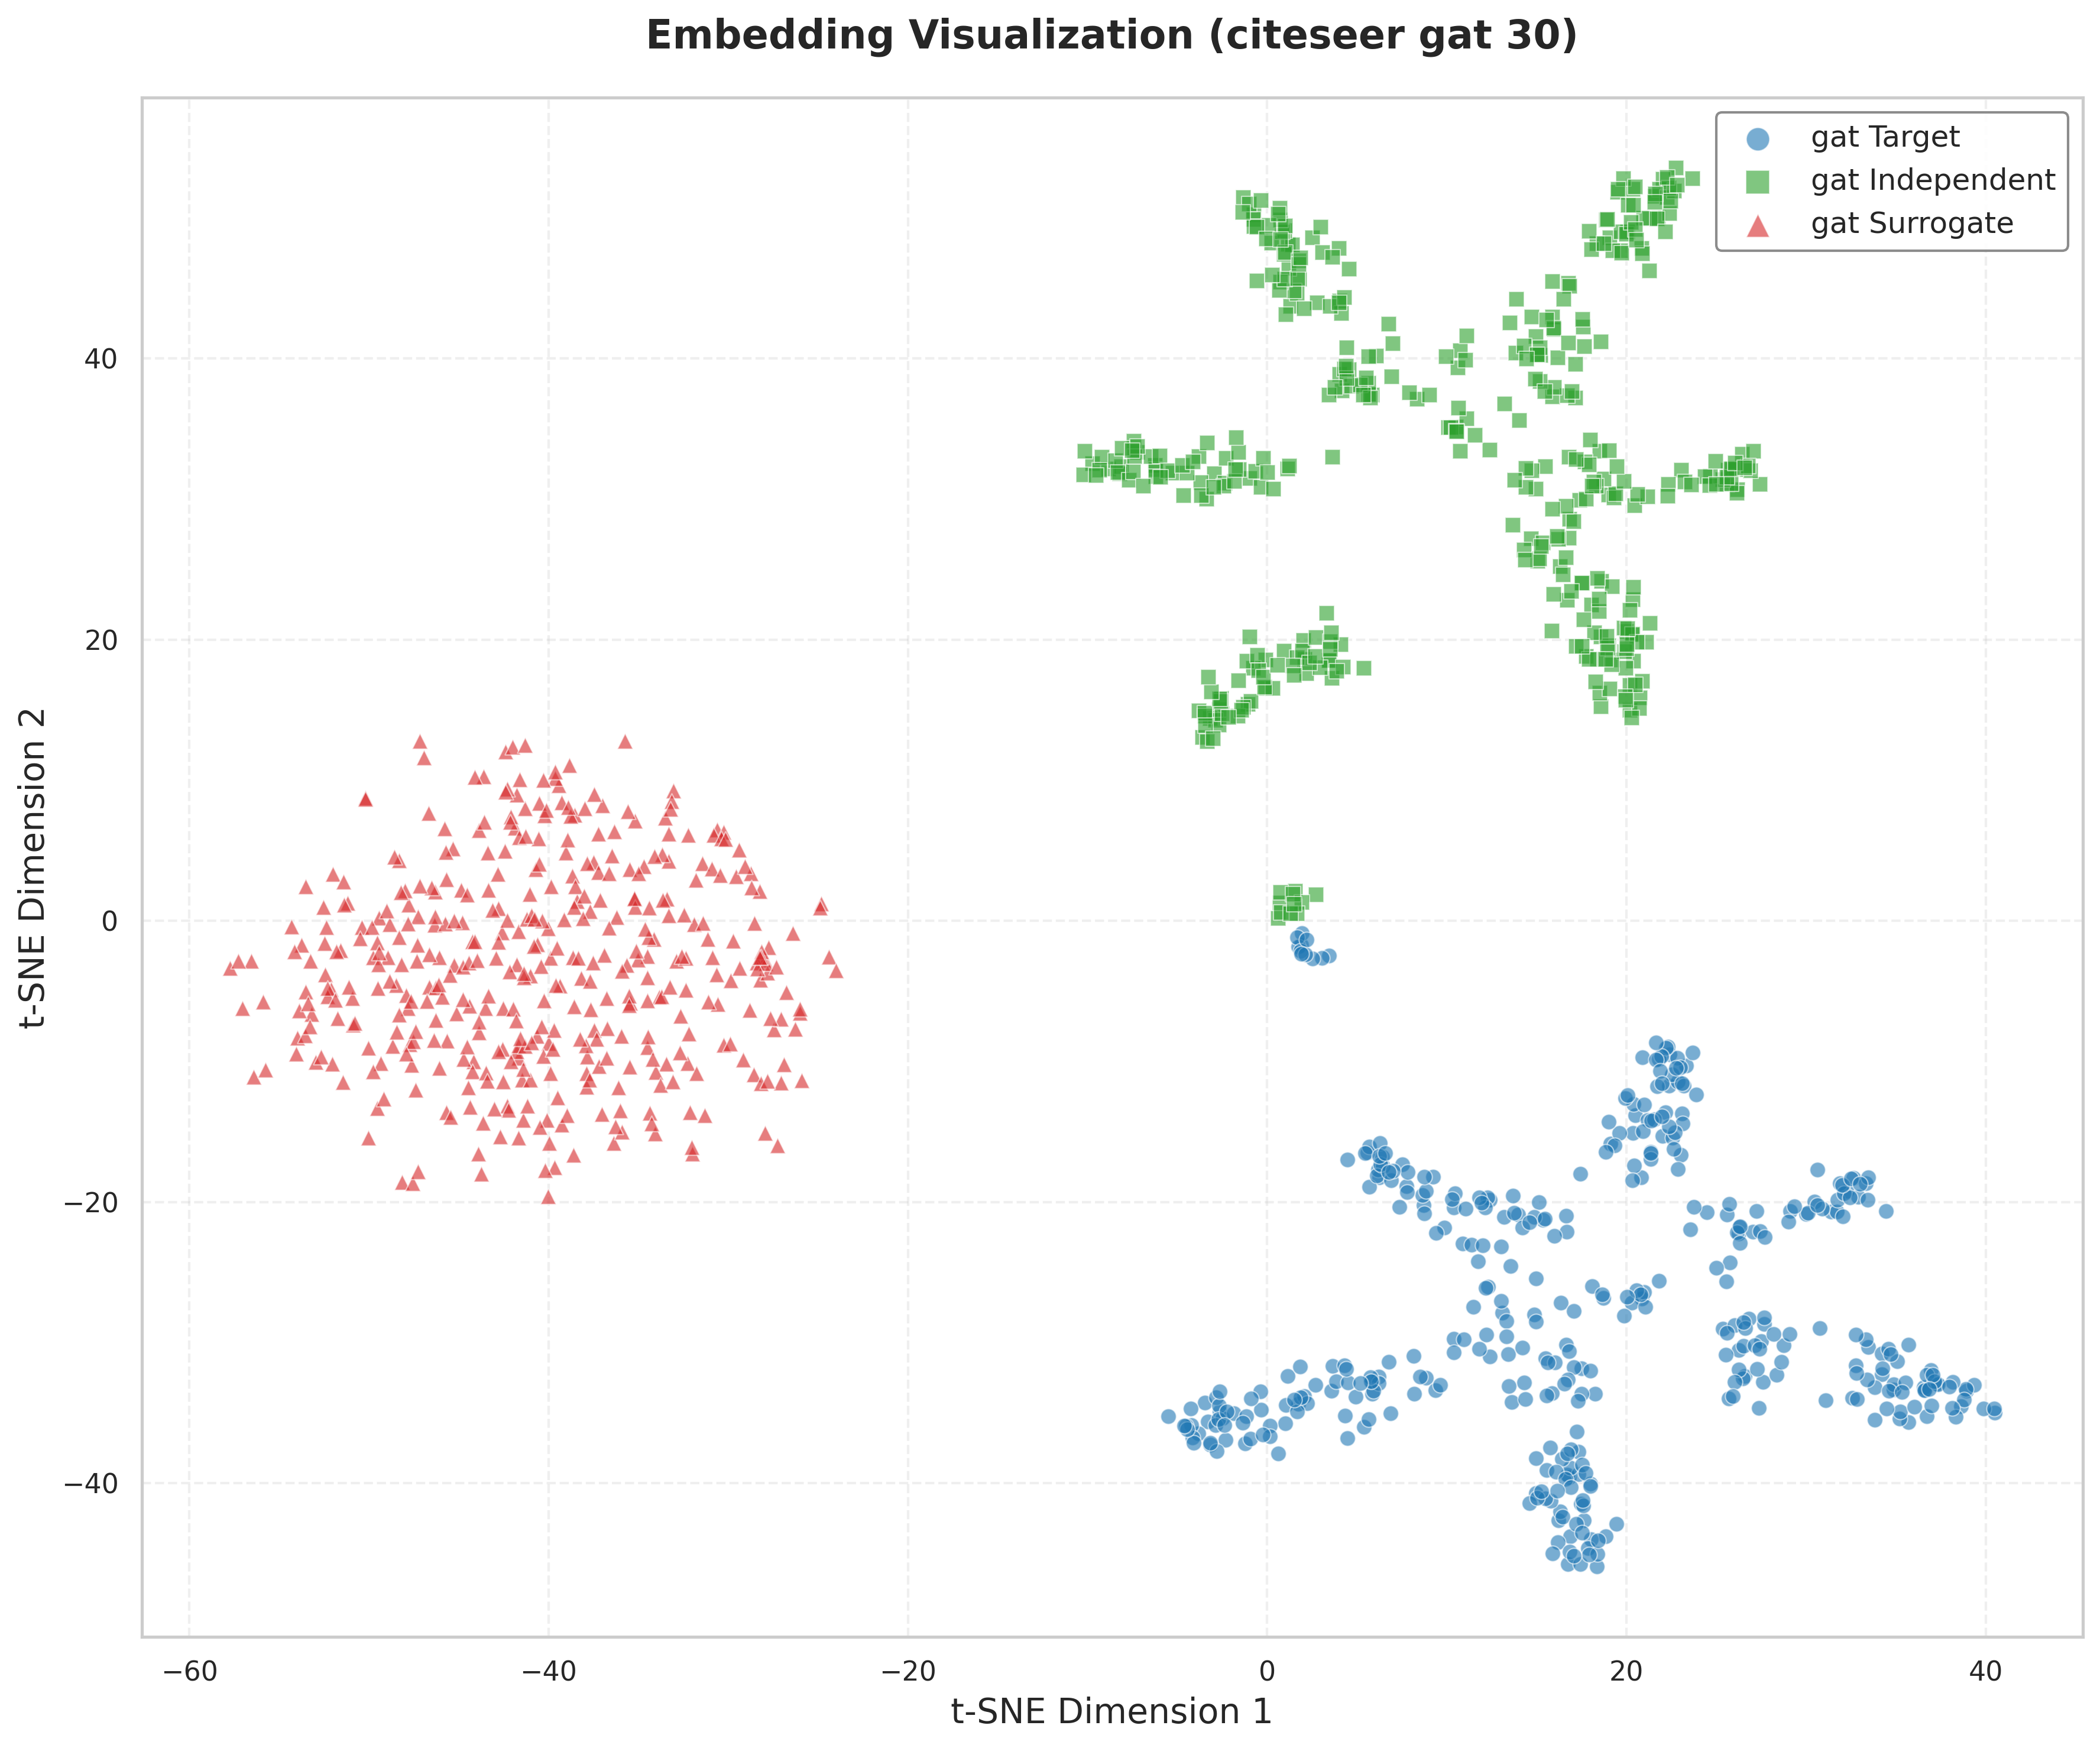 Embedding Visualization (citeseer gat 30)
gat Target
gat Independent
gat Surrogate
t-SNE Dimension 2
40
20
0
−20
−40
−60
−40
−20
0
20
40
t-SNE Dimension 1